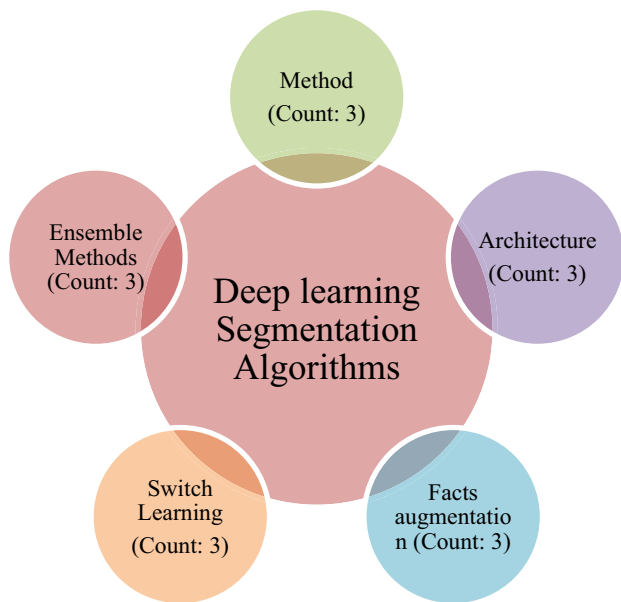 Method
(Count: 3)
Ensemble
Methods
(Count: 3)
Architecture
(Count: 3)
Deep learning
Segmentation
Algorithms
Switch
Learning
(Count: 3)
Facts
augmentatio
n (Count: 3)